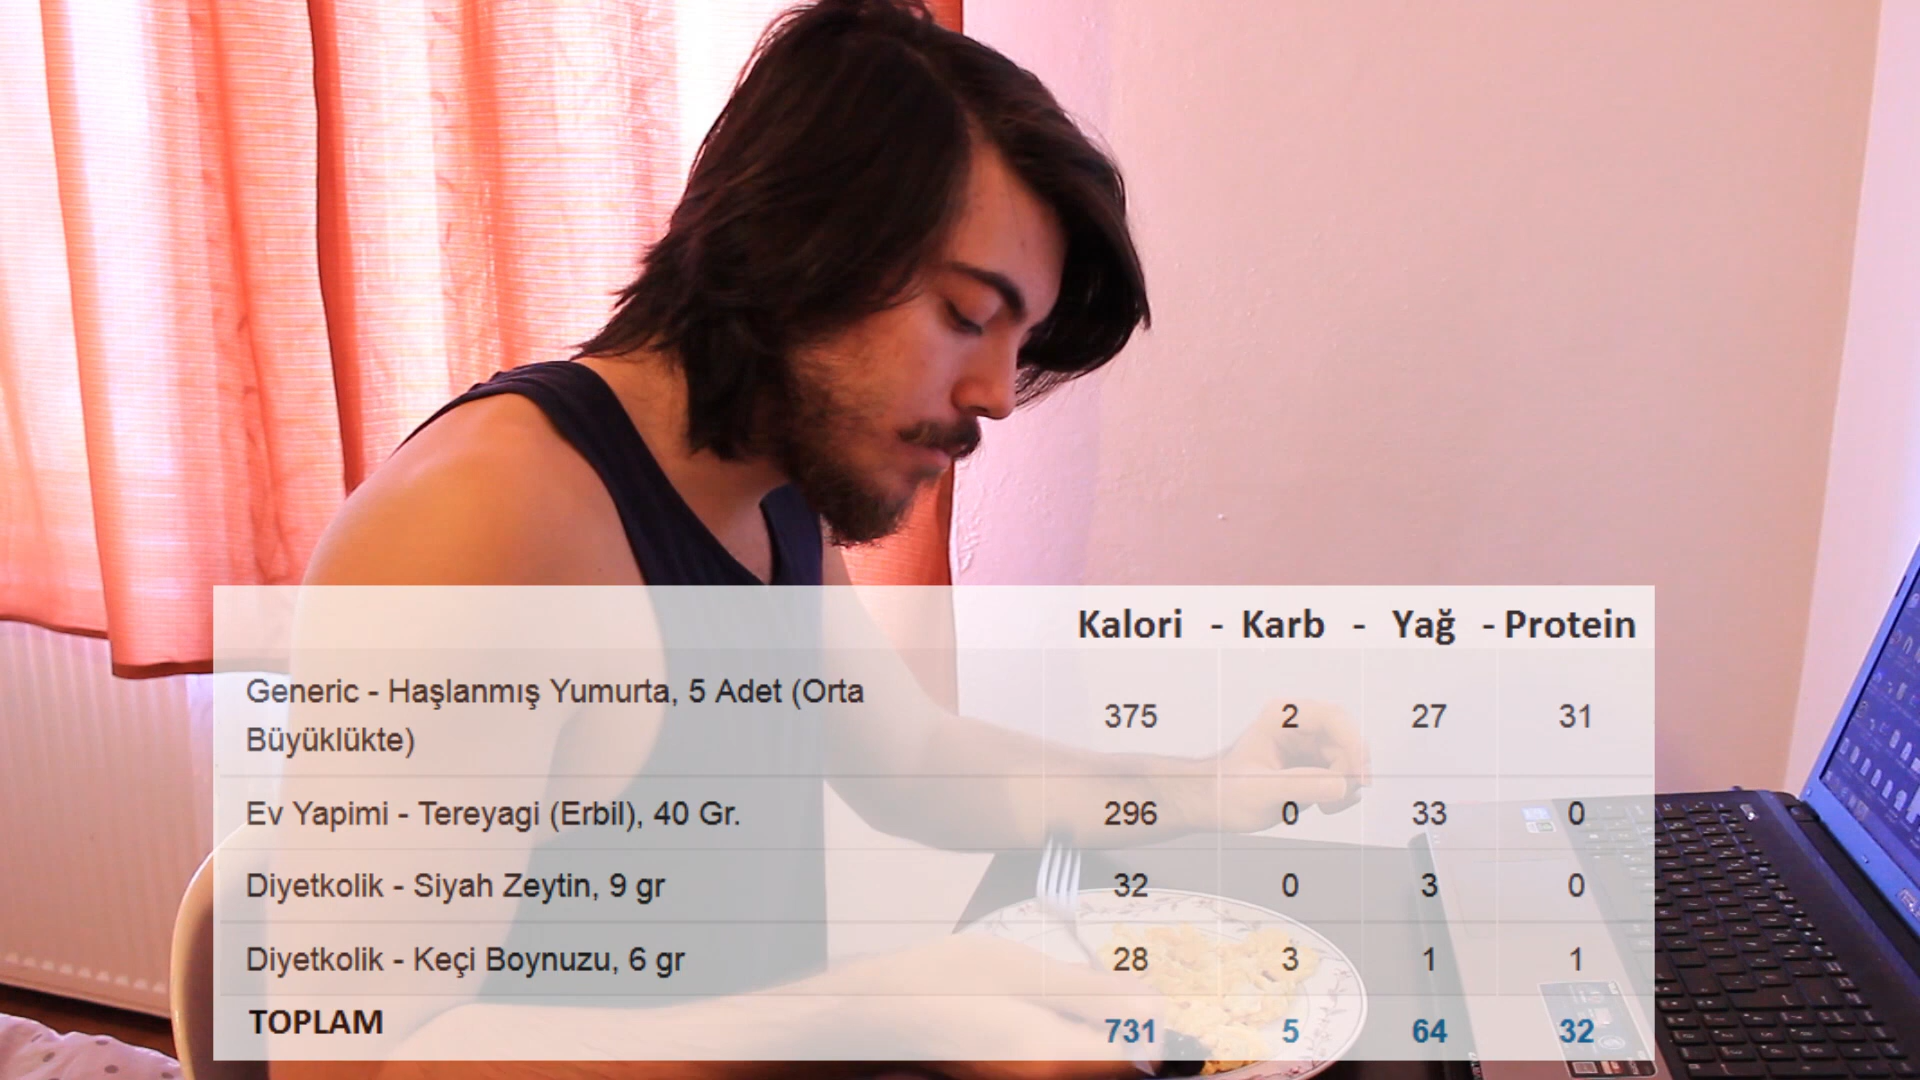 Kalori - Karb - Yağ - Protein
Generic - Haşlanmış Yumurta, 5 Adet (Orta
Büyüklükte) 375 2 27 31
Ev Yapimi - Tereyagi (Erbil), 40 Gr. 296 0 33 0
Diyetkolik - Siyah Zeytin, 9 gr 32 0 3 0
Diyetkolik - Keçi Boynuzu, 6 gr 28 3 1 1
TOPLAM 731 5 64 32